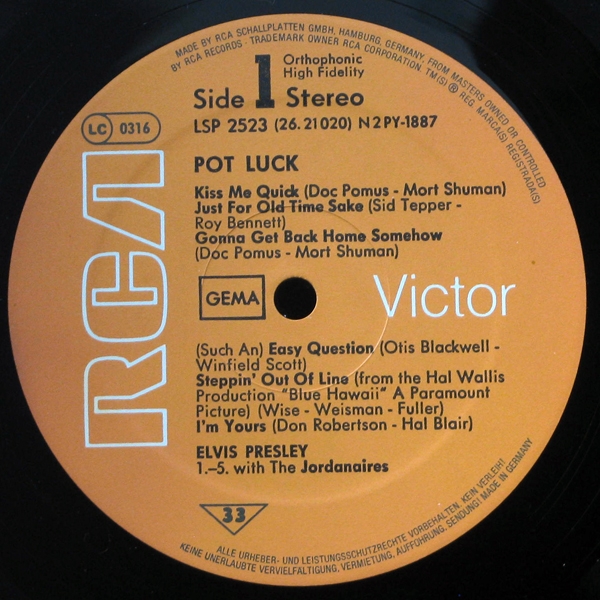 MADE BY RCA SCHALLPLATTEN GMBH, HAMBURG, GERMANY, FROM MASTERS OWNED OR CONTROLLED
BY RCA RECORDS · TRADEMARK OWNER RCA CORPORATION. TM(S) ® REG. MARCA(S) REGISTRADA(S)
Orthophonic
High Fidelity
Side 1 Stereo
LC 0316
LSP 2523 (26.21020) N2PY-1887
POT LUCK
Kiss Me Quick (Doc Pomus - Mort Shuman)
Just For Old Time Sake (Sid Tepper -
Roy Bennett)
Gonna Get Back Home Somehow
(Doc Pomus - Mort Shuman)
RCA
GEMA
Victor
(Such An) Easy Question (Otis Blackwell -
Winfield Scott)
Steppin' Out Of Line (from the Hal Wallis
Production "Blue Hawaii" A Paramount
Picture) (Wise - Weisman - Fuller)
I'm Yours (Don Robertson - Hal Blair)
ELVIS PRESLEY
1.–5. with The Jordanaires
33
ALLE URHEBER- UND LEISTUNGSSCHUTZRECHTE VORBEHALTEN. KEIN VERLEIH!
KEINE UNERLAUBTE VERVIELFÄLTIGUNG, VERMIETUNG, AUFFÜHRUNG, SENDUNG! MADE IN GERMANY